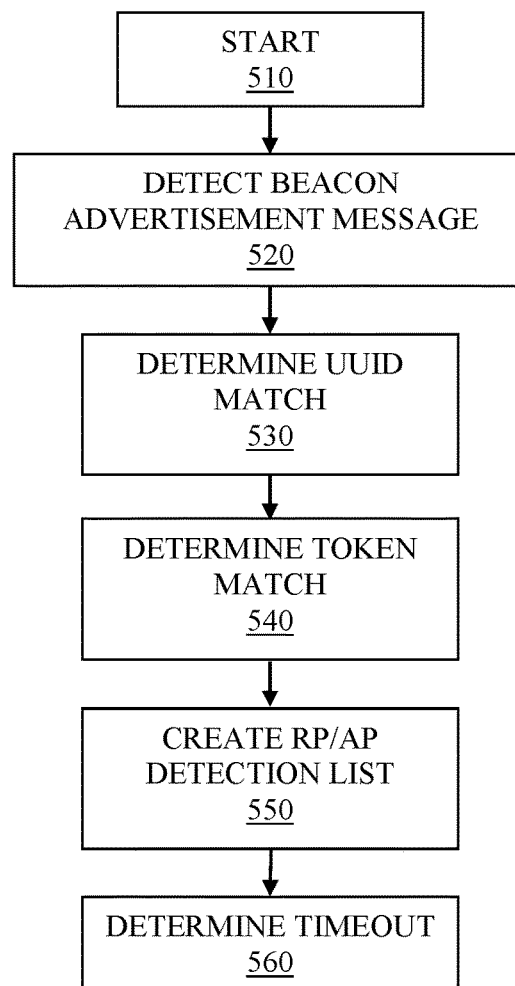 START
510
DETECT BEACON
ADVERTISEMENT MESSAGE
520
DETERMINE UUID
MATCH
530
DETERMINE TOKEN
MATCH
540
CREATE RP/AP
DETECTION LIST
550
DETERMINE TIMEOUT
560